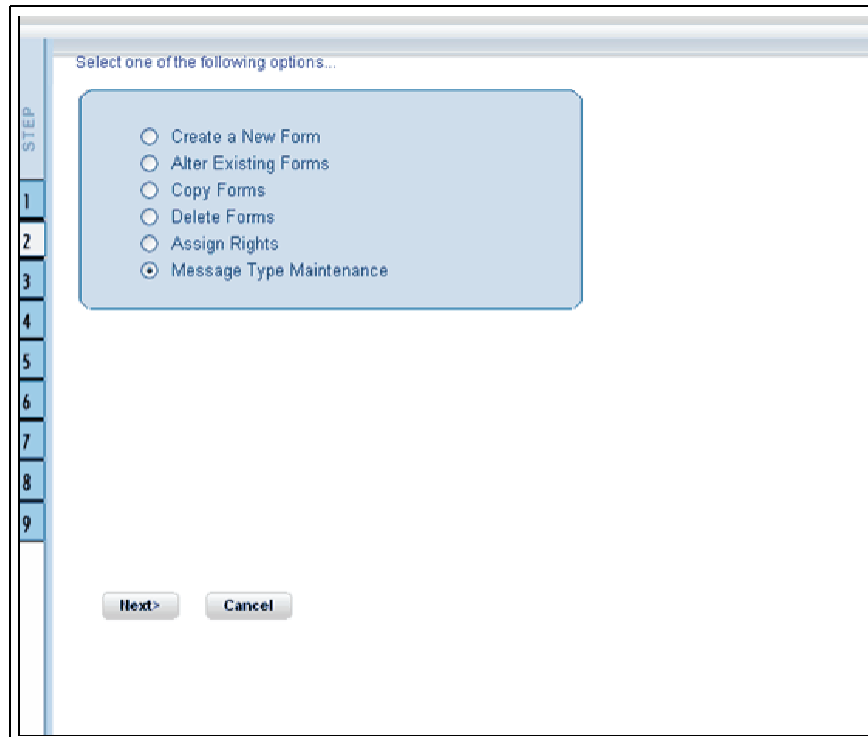 Select one of the following options...
STEP
Create a New Form
Alter Existing Forms
Copy Forms
Delete Forms
Assign Rights
Message Type Maintenance
1
2
3
4
5
6
7
8
9
Next>
Cancel